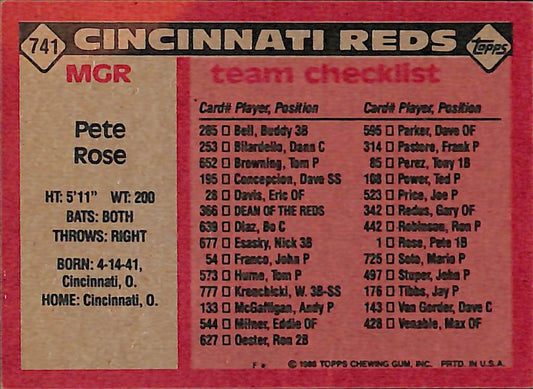 741 CINCINNATI REDS topps
MGR
Pete
Rose
HT: 5'11" WT: 200
BATS: BOTH
THROWS: RIGHT
BORN: 4-14-41,
Cincinnati, O.
HOME: Cincinnati, O.
team checklist
Card# Player, Position
285 Bell, Buddy 3B
253 Bilardello, Dann C
652 Browning, Tom P
195 Concepcion, Dave SS
28 Davis, Eric OF
366 DEAN OF THE REDS
639 Diaz, Bo C
677 Esasky, Nick 3B
54 Franco, John P
573 Hume, Tom P
777 Krenchicki, W. 3B-SS
133 McGaffigan, Andy P
544 Milner, Eddie OF
627 Oester, Ron 2B
Card# Player, Position
595 Parker, Dave OF
314 Pastore, Frank P
85 Perez, Tony 1B
108 Power, Ted P
523 Price, Joe P
342 Redus, Gary OF
442 Robinson, Ron P
1 Rose, Pete 1B
725 Soto, Mario P
497 Stuper, John P
176 Tibbs, Jay P
143 Van Gorder, Dave C
428 Venable, Max OF
F * © 1986 TOPPS CHEWING GUM, INC. PRTD. IN U.S.A.